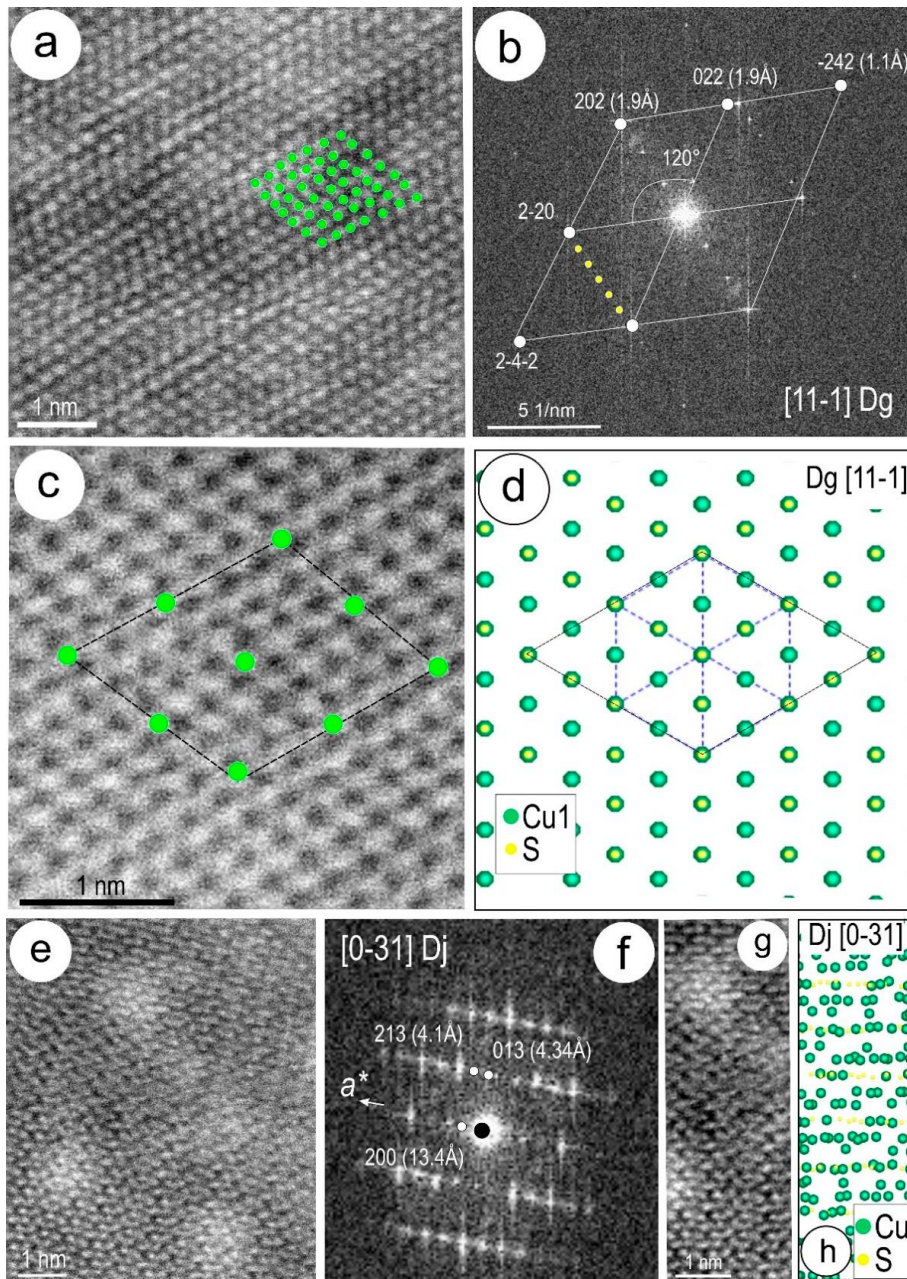 a
1 nm
b
202 (1.9Å)
022 (1.9Å)
-242 (1.1Å)
120°
2-20
2-4-2
5 1/nm
[11-1] Dg
c
1 nm
d
Dg [11-1]
Cu1
S
e
1 nm
[0-31] Dj
f
213 (4.1Å)
013 (4.34Å)
a*
200 (13.4Å)
g
1 nm
Dj [0-31]
Cu
S
h